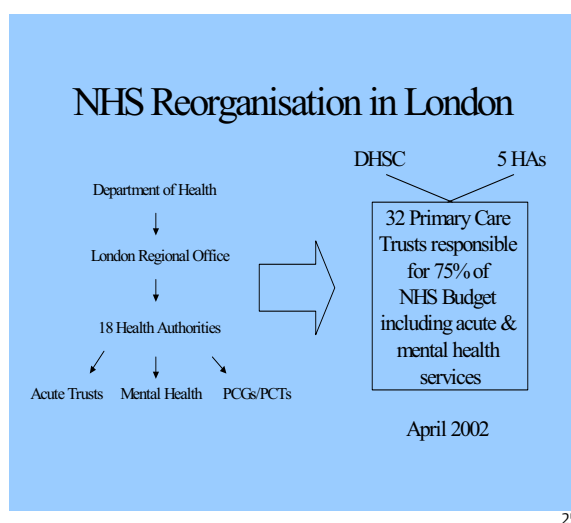 NHS Reorganisation in London
Department of Health
London Regional Office
18 Health Authorities
Acute Trusts Mental Health PCGs/PCTs
DHSC 5 HAs
32 Primary Care
Trusts responsible
for 75% of
NHS Budget
including acute &
mental health
services
April 2002